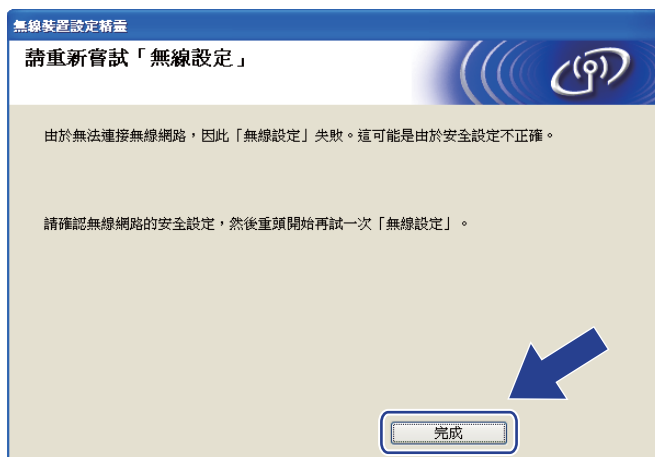 無線裝置設定精靈
請重新嘗試「無線設定」
由於無法連接無線網路，因此「無線設定」失敗。這可能是由於安全設定不正確。
請確認無線網路的安全設定，然後重頭開始再試一次「無線設定」。
完成